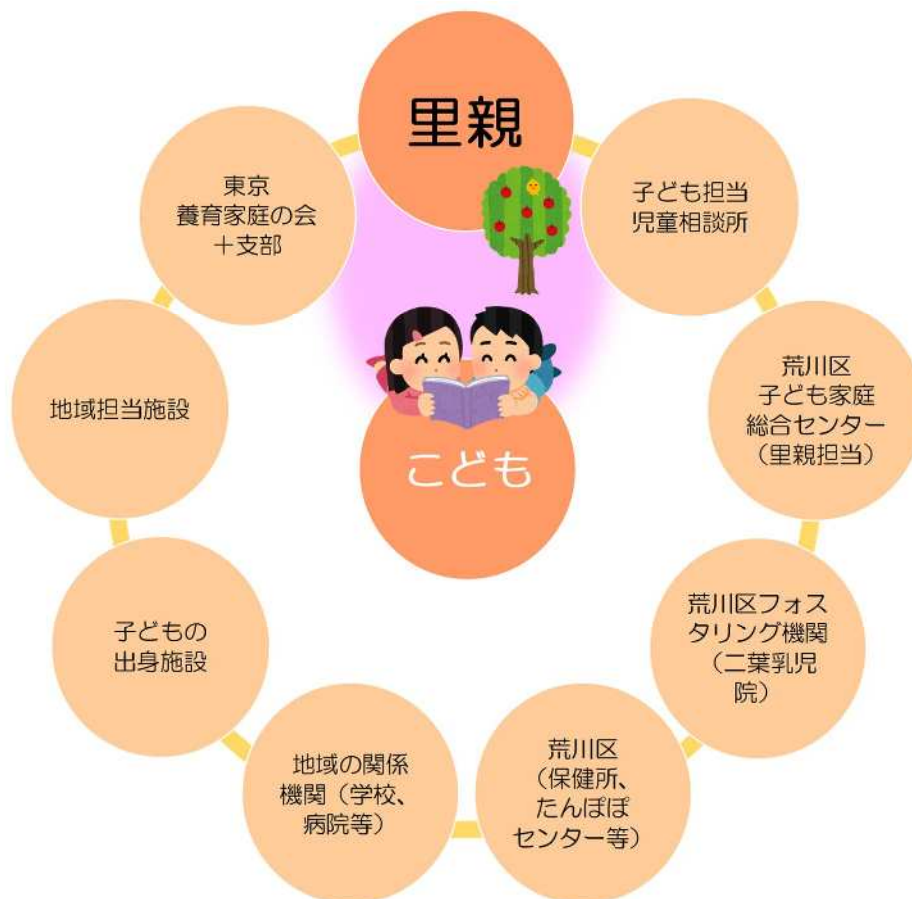 里親
子ども担当
児童相談所
荒川区
子ども家庭
総合センター
（里親担当）
荒川区フォス
タリング機関
（二葉乳児
院）
荒川区
（保健所、
たんぽぽ
センター等）
地域の関係
機関（学校、
病院等）
子どもの
出身施設
地域担当施設
東京
養育家庭の会
＋支部
こども